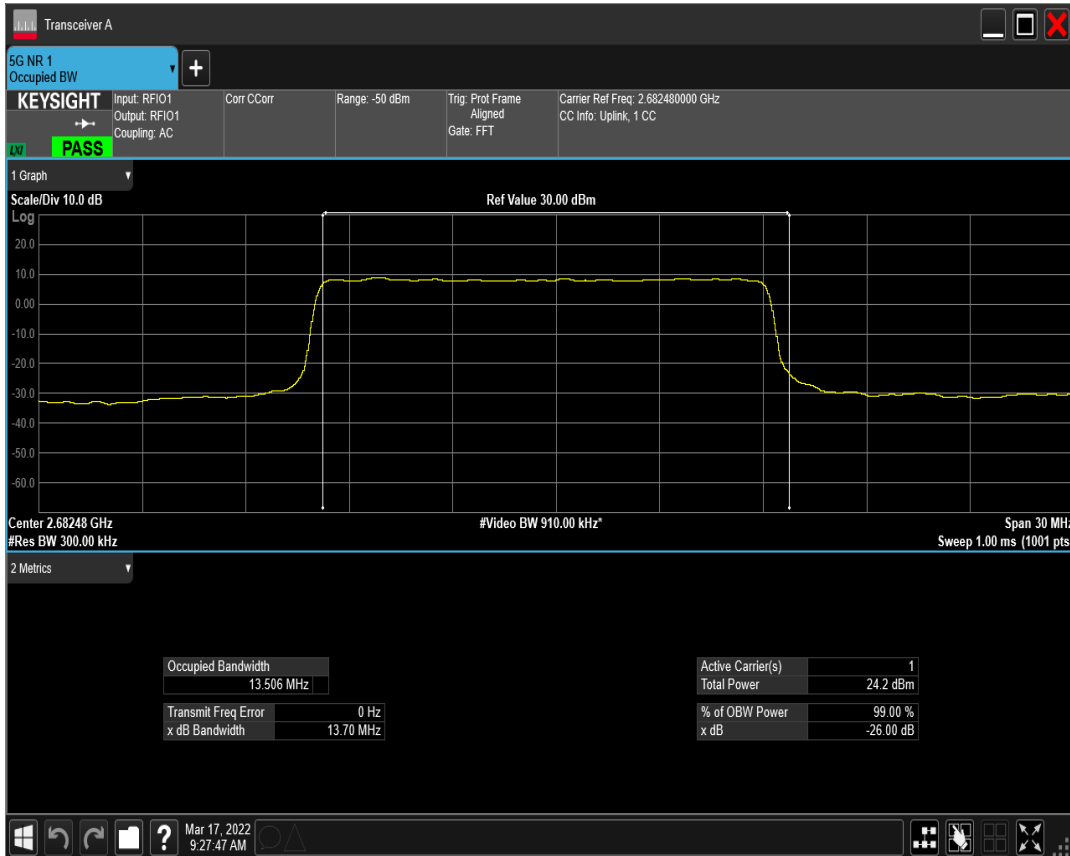 Transceiver A
5G NR 1
Occupied BW
KEYSIGHT
LXI
PASS
Input: RFIO1
Output: RFIO1
Coupling: AC
Corr CCorr
Range: -50 dBm
Trig: Prot Frame
Aligned
Gate: FFT
Carrier Ref Freq: 2.682480000 GHz
CC Info: Uplink, 1 CC
1 Graph
Scale/Div 10.0 dB
Ref Value 30.00 dBm
Log
20.0
10.0
0.00
-10.0
-20.0
-30.0
-40.0
-50.0
-60.0
Center 2.68248 GHz
#Video BW 910.00 kHz*
Span 30 MHz
#Res BW 300.00 kHz
Sweep 1.00 ms (1001 pts
2 Metrics
Occupied Bandwidth
13.506 MHz
Transmit Freq Error 0 Hz
x dB Bandwidth 13.70 MHz
Active Carrier(s) 1
Total Power 24.2 dBm
% of OBW Power 99.00 %
x dB -26.00 dB
?
Mar 17, 2022
9:27:47 AM